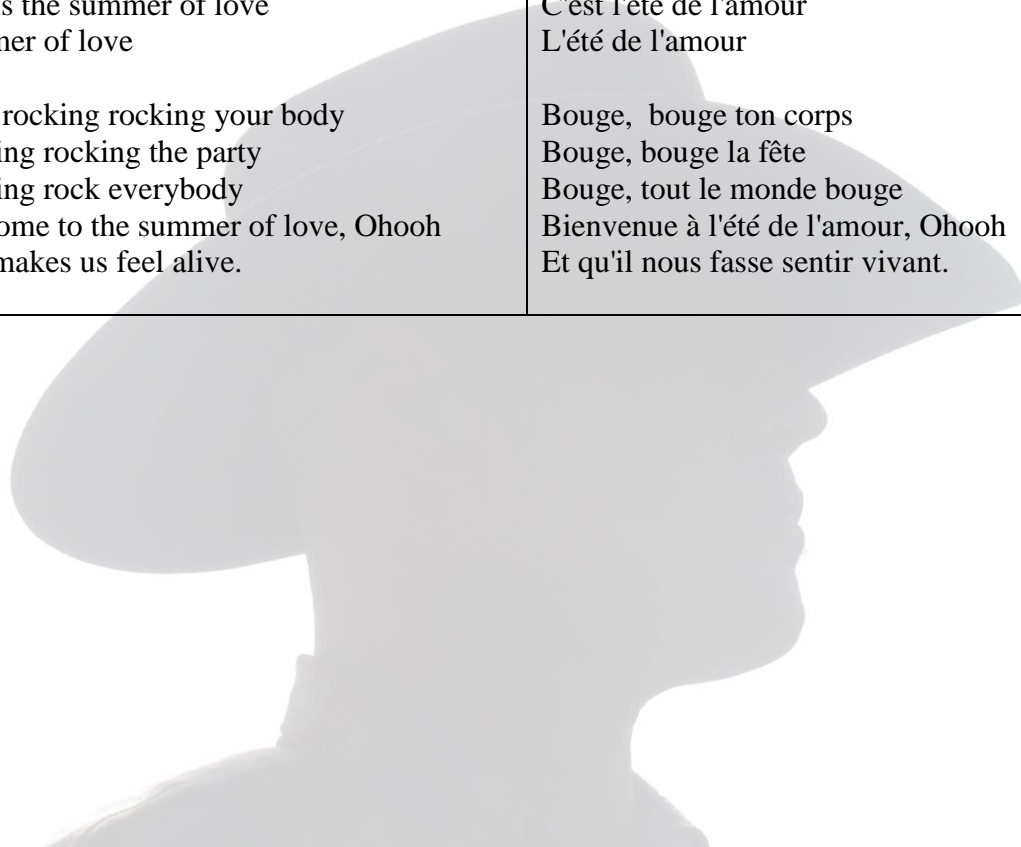 the summer of love
of love
rocking rocking your body
rocking the party
rock everybody
to the summer of love, Ohooh
makes us feel alive.
C'est l'été de l'amour
L'été de l'amour
Bouge, bouge ton corps
Bouge, bouge la fête
Bouge, tout le monde bouge
Bienvenue à l'été de l'amour, Ohooh
Et qu'il nous fasse sentir vivant.